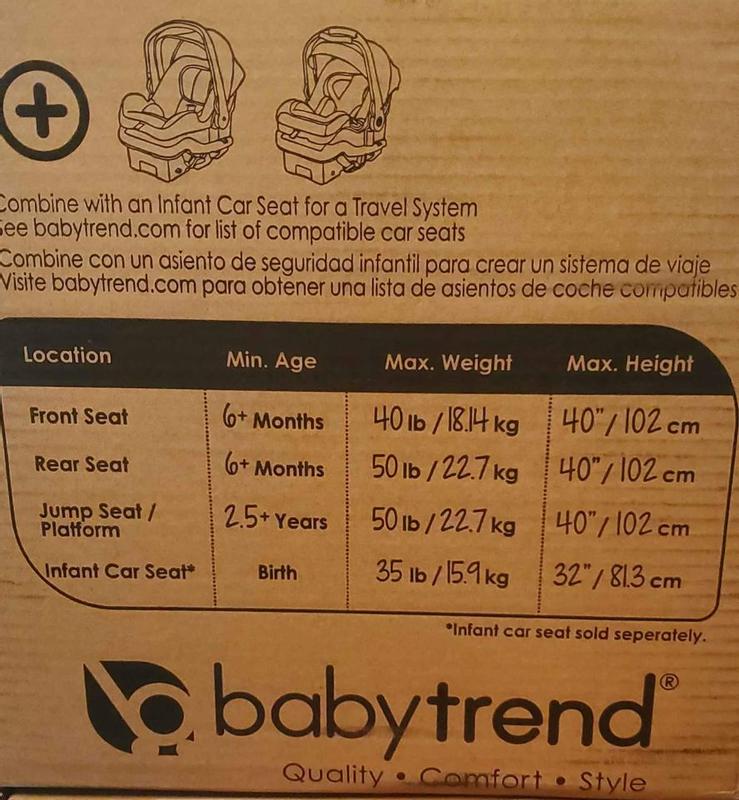 Combine with an Infant Car Seat for a Travel System
See babytrend.com for list of compatible car seats
Combine con un asiento de seguridad infantil para crear un sistema de viaje
Visite babytrend.com para obtener una lista de asientos de coche compatibles
Location Min. Age Max. Weight Max. Height
Front Seat 6+ Months 40 lb / 18.14 kg 40" / 102 cm
Rear Seat 6+ Months 50 lb / 22.7 kg 40" / 102 cm
Jump Seat / Platform 2.5+ Years 50 lb / 22.7 kg 40" / 102 cm
Infant Car Seat* Birth 35 lb / 15.9 kg 32" / 81.3 cm
*Infant car seat sold seperately.
babytrend®
Quality • Comfort • Style